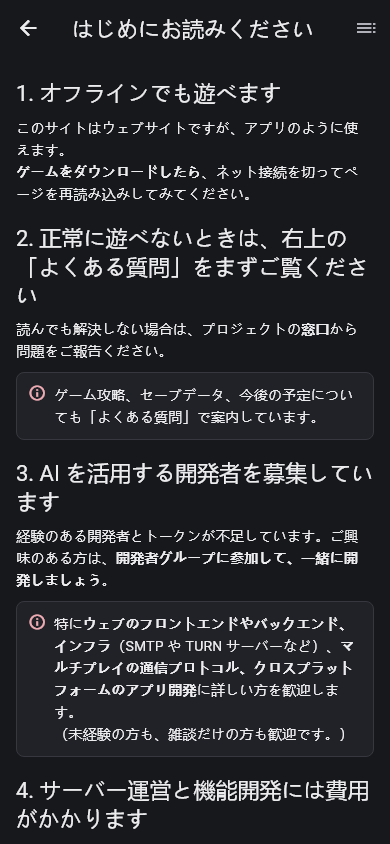 はじめにお読みください
1. オフラインでも遊べます
このサイトはウェブサイトですが、アプリのように使
えます。
ゲームをダウンロードしたら、ネット接続を切ってペ
ージを再読み込みしてみてください。
2. 正常に遊べないときは、右上の
「よくある質問」をまずご覧くださ
い
読んでも解決しない場合は、プロジェクトの窓口から
問題をご報告ください。
ゲーム攻略、セーブデータ、今後の予定につい
ても「よくある質問」で案内しています。
3. AI を活用する開発者を募集してい
ます
経験のある開発者とトークンが不足しています。ご興
味のある方は、開発者グループに参加して、一緒に開
発しましょう。
特にウェブのフロントエンドやバックエンド、
インフラ（SMTP や TURN サーバーなど）、マ
ルチプレイの通信プロトコル、クロスプラット
フォームのアプリ開発に詳しい方を歓迎しま
す。
（未経験の方も、雑談だけの方も歓迎です。）
4. サーバー運営と機能開発には費用
がかかります